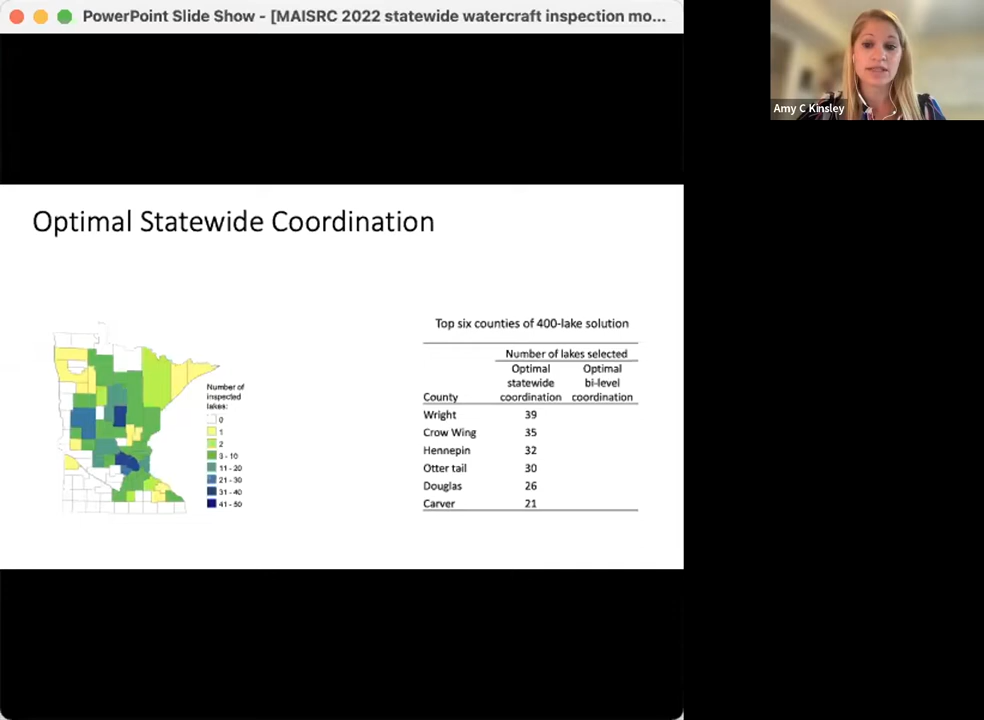 PowerPoint Slide Show - [MAISRC 2022 statewide watercraft inspection mo...
Amy C Kinsley
Optimal Statewide Coordination
Number of
inspected
lakes:
0
1
2
3 - 10
11 - 20
21 - 30
31 - 40
41 - 50
Top six counties of 400-lake solution
Number of lakes selected
County
Optimal
statewide
coordination
Optimal
bi-level
coordination
Wright 39
Crow Wing 35
Hennepin 32
Otter tail 30
Douglas 26
Carver 21